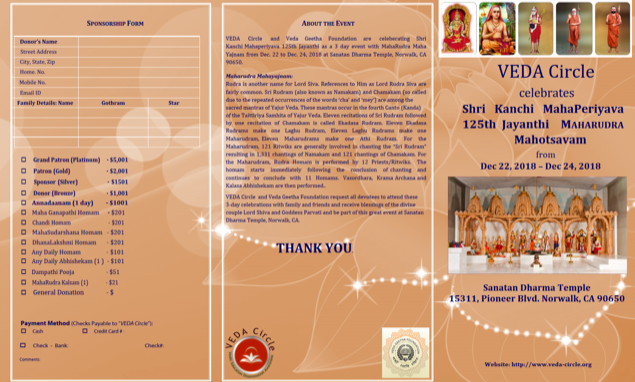 SPONSORSHIP FORM
Donor's Name
Street Address
City, State, Zip
Home, No.
Mobile No.
Email ID
Family Details: Name Gothram Star
Grand Patron (Platinum) - $5,001
Patron (Gold) - $2,001
Sponsor (Silver) - $1501
Donor (Bronze) - $1,001
Annadaanam (1 day) - $1001
Maha Ganapathi Homam - $201
Chandi Homam - $201
MahaSudarshana Homam - $201
DhanaLakshmi Homam - $201
Any Daily Homam - $101
Any Daily Abhishekam (1 ) - $101
Dampathi Pooja - $51
MahaRudra Kalsam (1) - $21
General Donation - $
Payment Method (Checks Payable to "VEDA Circle"):
Cash Credit Card # :
Check - Bank: Check#:
Comments:
ABOUT THE EVENT
VEDA Circle and Veda Geetha Foundation are celebrating Shri
Kanchi Mahaperiyava 125th Jayanthi as a 3 day event with MahaRudra Maha
Yajnam from Dec. 22 to Dec. 24, 2018 at Sanatan Dharma Temple, Norwalk, CA
90650.
Maharudra Mahayajnam:
Rudra is another name for Lord Siva. References to Him as Lord Rudra Siva are
fairly common. Sri Rudram (also known as Namakam) and Chamakam (so called
due to the repeated occurrences of the words 'cha' and 'mey') are among the
sacred mantras of Yajur Veda. These mantras occur in the fourth Canto (Kanda)
of the Taittriya Samhita of Yajur Veda. Eleven recitations of Sri Rudram followed
by one recitation of Chamakam is called Ekadasa Rudram. Eleven Ekadasa
Rudrams make one Laghu Rudram, Eleven Laghu Rudrams make one
Maharudram, Eleven Maharudrams make one Athi Rudram. For
Maharudram, 121 Ritwiks are generally involved to chanting the "Sri Rudram"
resulting in 1,331 chantings of Namakam and 121 chantings of Chamakam. For
the Maharudram, Rudra Homam is performed by 12 Priests/Ritwiks. The
homam starts immediately following the conclusion of chanting and
continues to conclude with 11 Homams. Vasordhara, Krama Archana and
Kalasa Abhishekam are then performed.
VEDA Circle and Veda Geetha Foundation request all devotees to attend these
3 day celebrations with family and friends and receive blessings of the divine
couple Lord Shiva and Goddess Parvati and be part of this great event at Sanatan
Dharma Temple, Norwalk, CA.
THANK YOU
VEDA Circle
VEDA Circle
celebrates
Shri Kanchi MahaPeriyava
125th Jayanthi MAHARUDRA
Mahotsavam
from
Dec 22, 2018 – Dec 24, 2018
Sanatan Dharma Temple
15311, Pioneer Blvd. Norwalk, CA 90650
Website: http://www.veda-circle.org